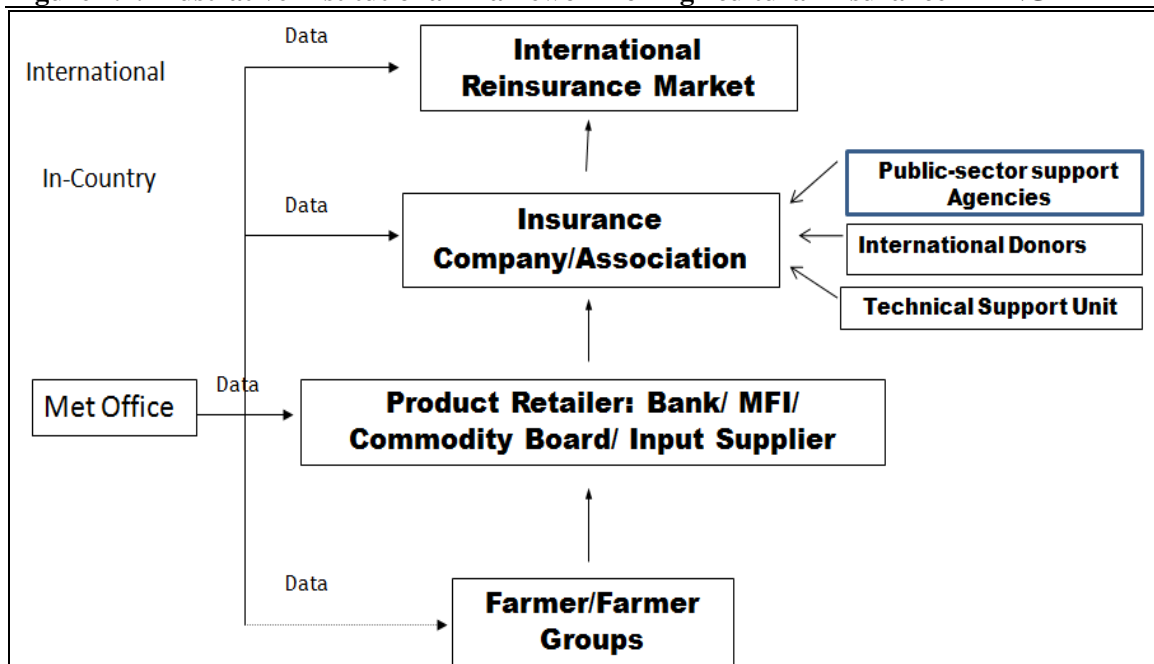 Data
International
International
Reinsurance Market
In-Country
Public-sector support
Agencies
Data
Insurance
Company/Association
International Donors
Technical Support Unit
Data
Met Office
Product Retailer: Bank/ MFI/
Commodity Board/ Input Supplier
Data
Farmer/Farmer
Groups